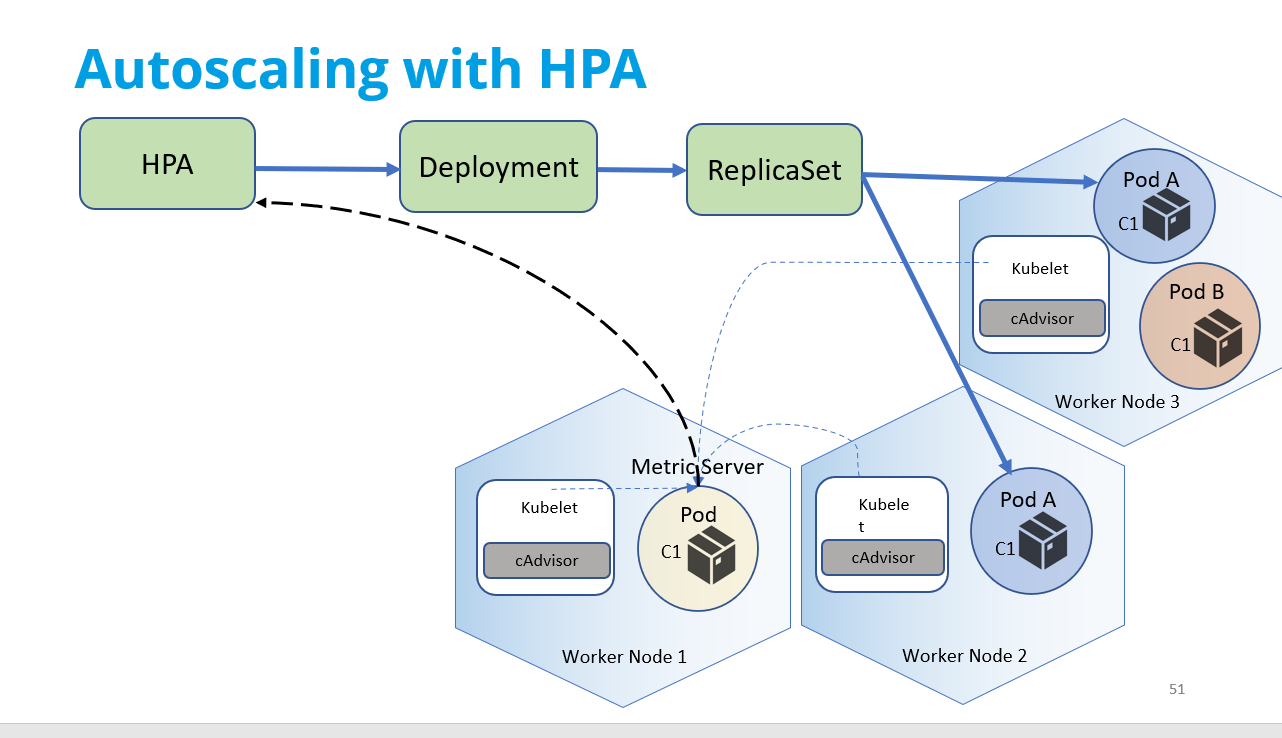 Autoscaling with HPA
HPA
Deployment
ReplicaSet
Pod A
C1
Kubelet
cAdvisor
Pod B
C1
Worker Node 3
Metric Server
Kubelet
cAdvisor
Pod
C1
Worker Node 1
Kubele
t
cAdvisor
Pod A
C1
Worker Node 2
51